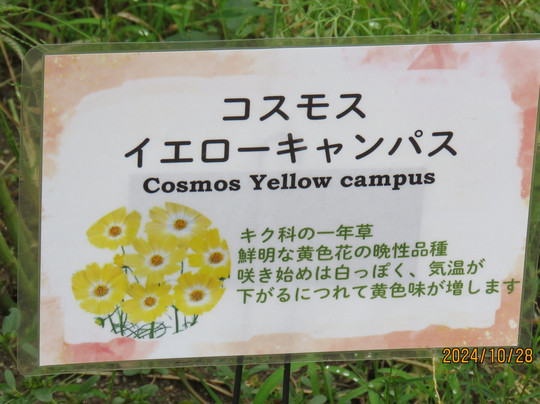 コスモス
イエローキャンパス
Cosmos Yellow campus
キク科の一年草
鮮明な黄色花の晩性品種
咲き始めは白っぽく、気温が
下がるにつれて黄色味が増します
2024/10/28